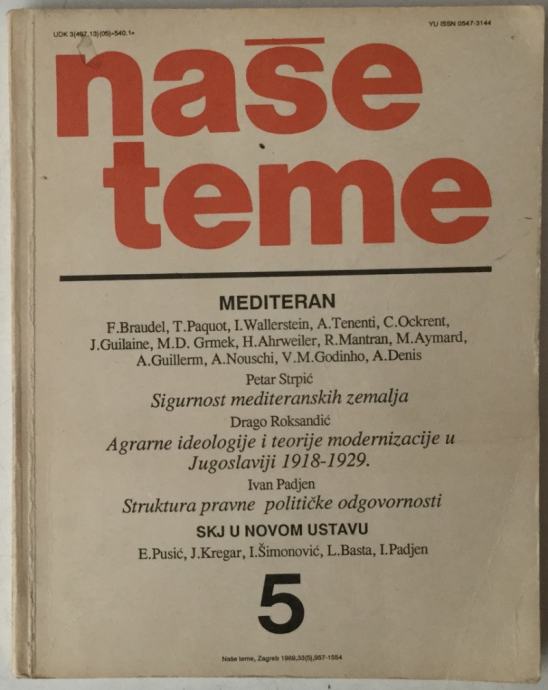 UDK 3(497.13)(05)=540.1=
YU ISSN 0547-3144
naše
teme
MEDITERAN
F.Braudel, T.Paquot, I.Wallerstein, A.Tenenti, C.Ockrent,
J.Guilaine, M.D. Grmek, H.Ahrweiler, R.Mantran, M.Aymard,
A.Guillerm, A.Nouschi, V.M.Godinho, A.Denis
Petar Strpić
Sigurnost mediteranskih zemalja
Drago Roksandić
Agrarne ideologije i teorije modernizacije u
Jugoslaviji 1918-1929.
Ivan Padjen
Struktura pravne političke odgovornosti
SKJ U NOVOM USTAVU
E.Pusić, J.Kregar, I.Šimonović, L.Basta, I.Padjen
5
Naše teme, Zagreb 1989,33(5),957-1554